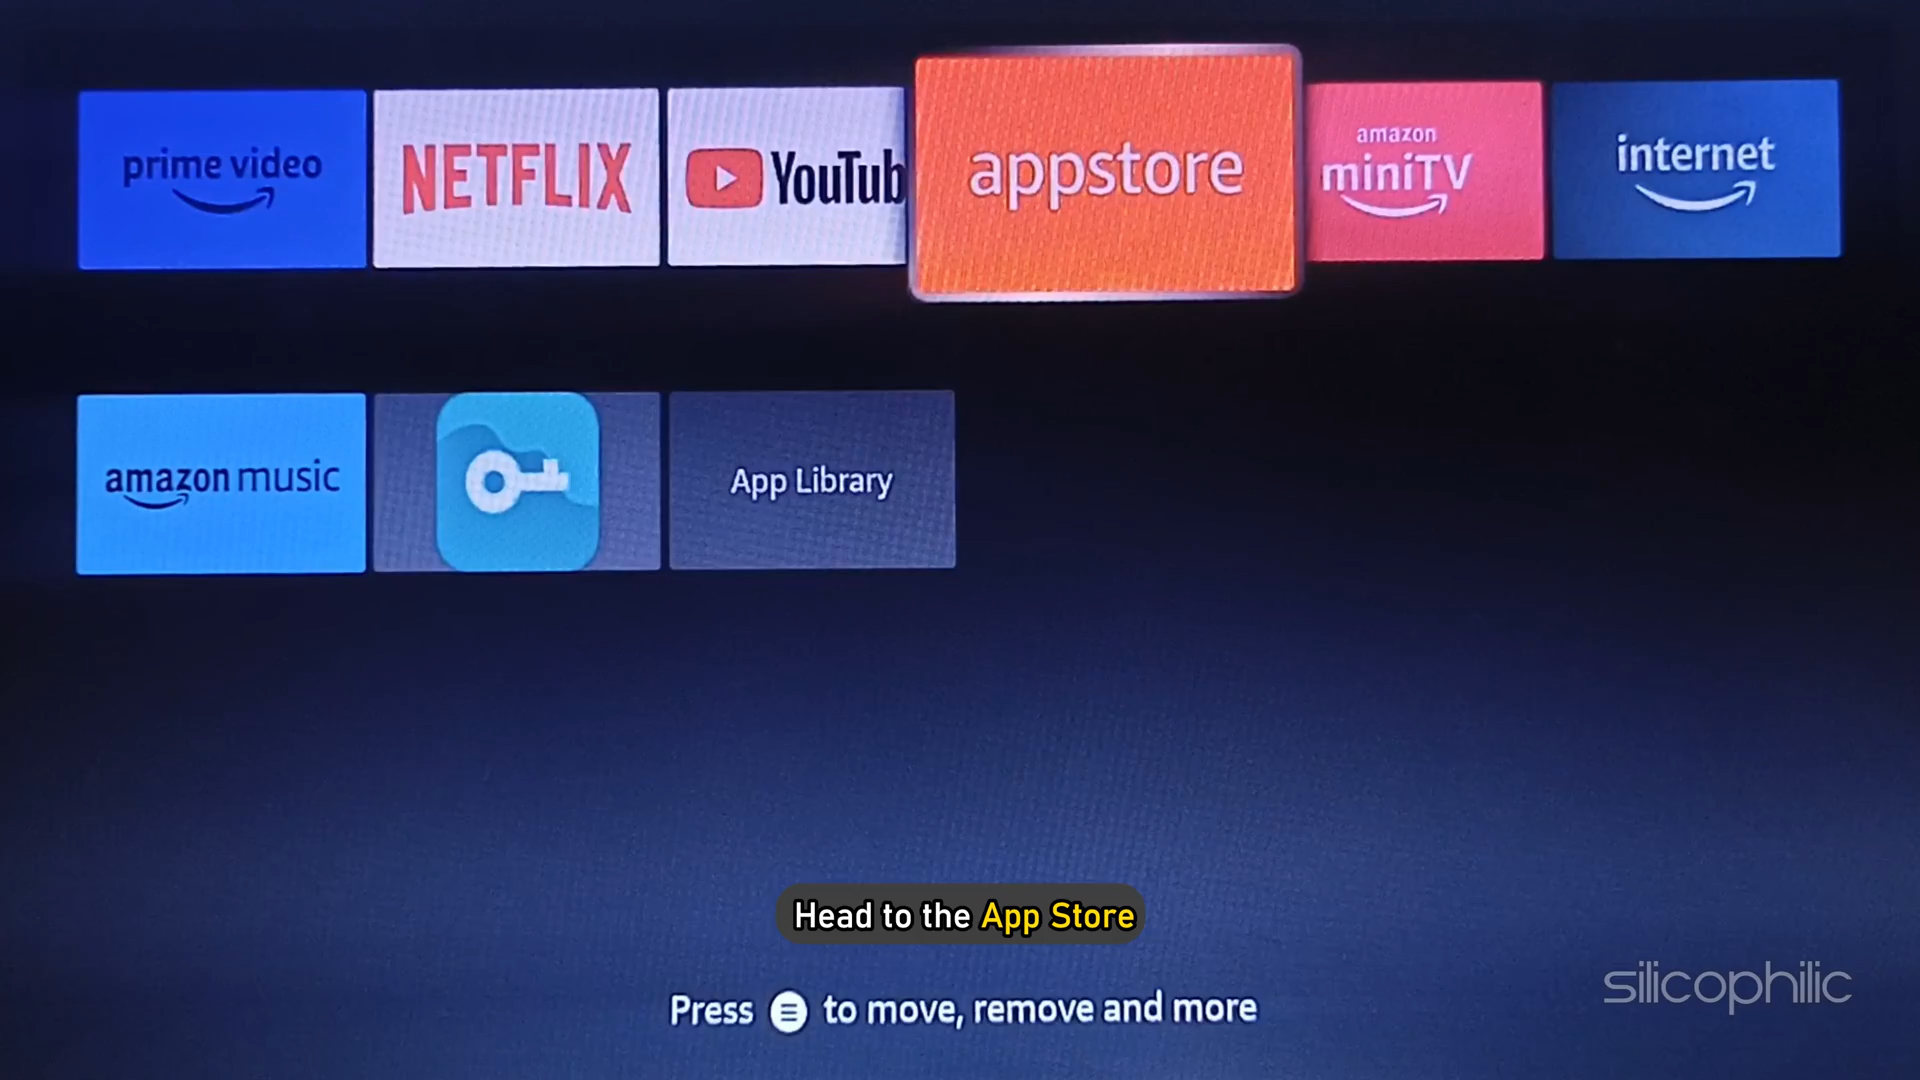 prime video
NETFLIX
YouTub
appstore
amazon
miniTV
internet
amazon music
App Library
Head to the App Store
Press to move, remove and more
silicophilic